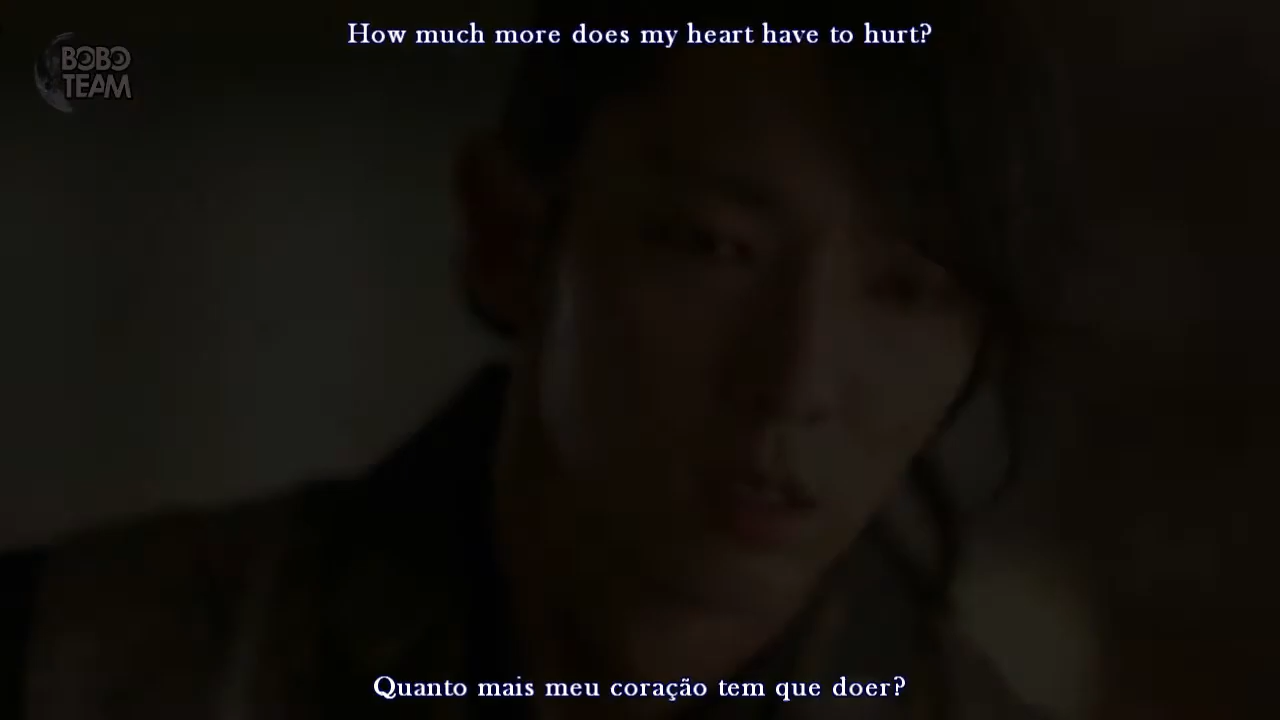 How much more does my heart have to hurt?
BOBO
TEAM
Quanto mais meu coração tem que doer?